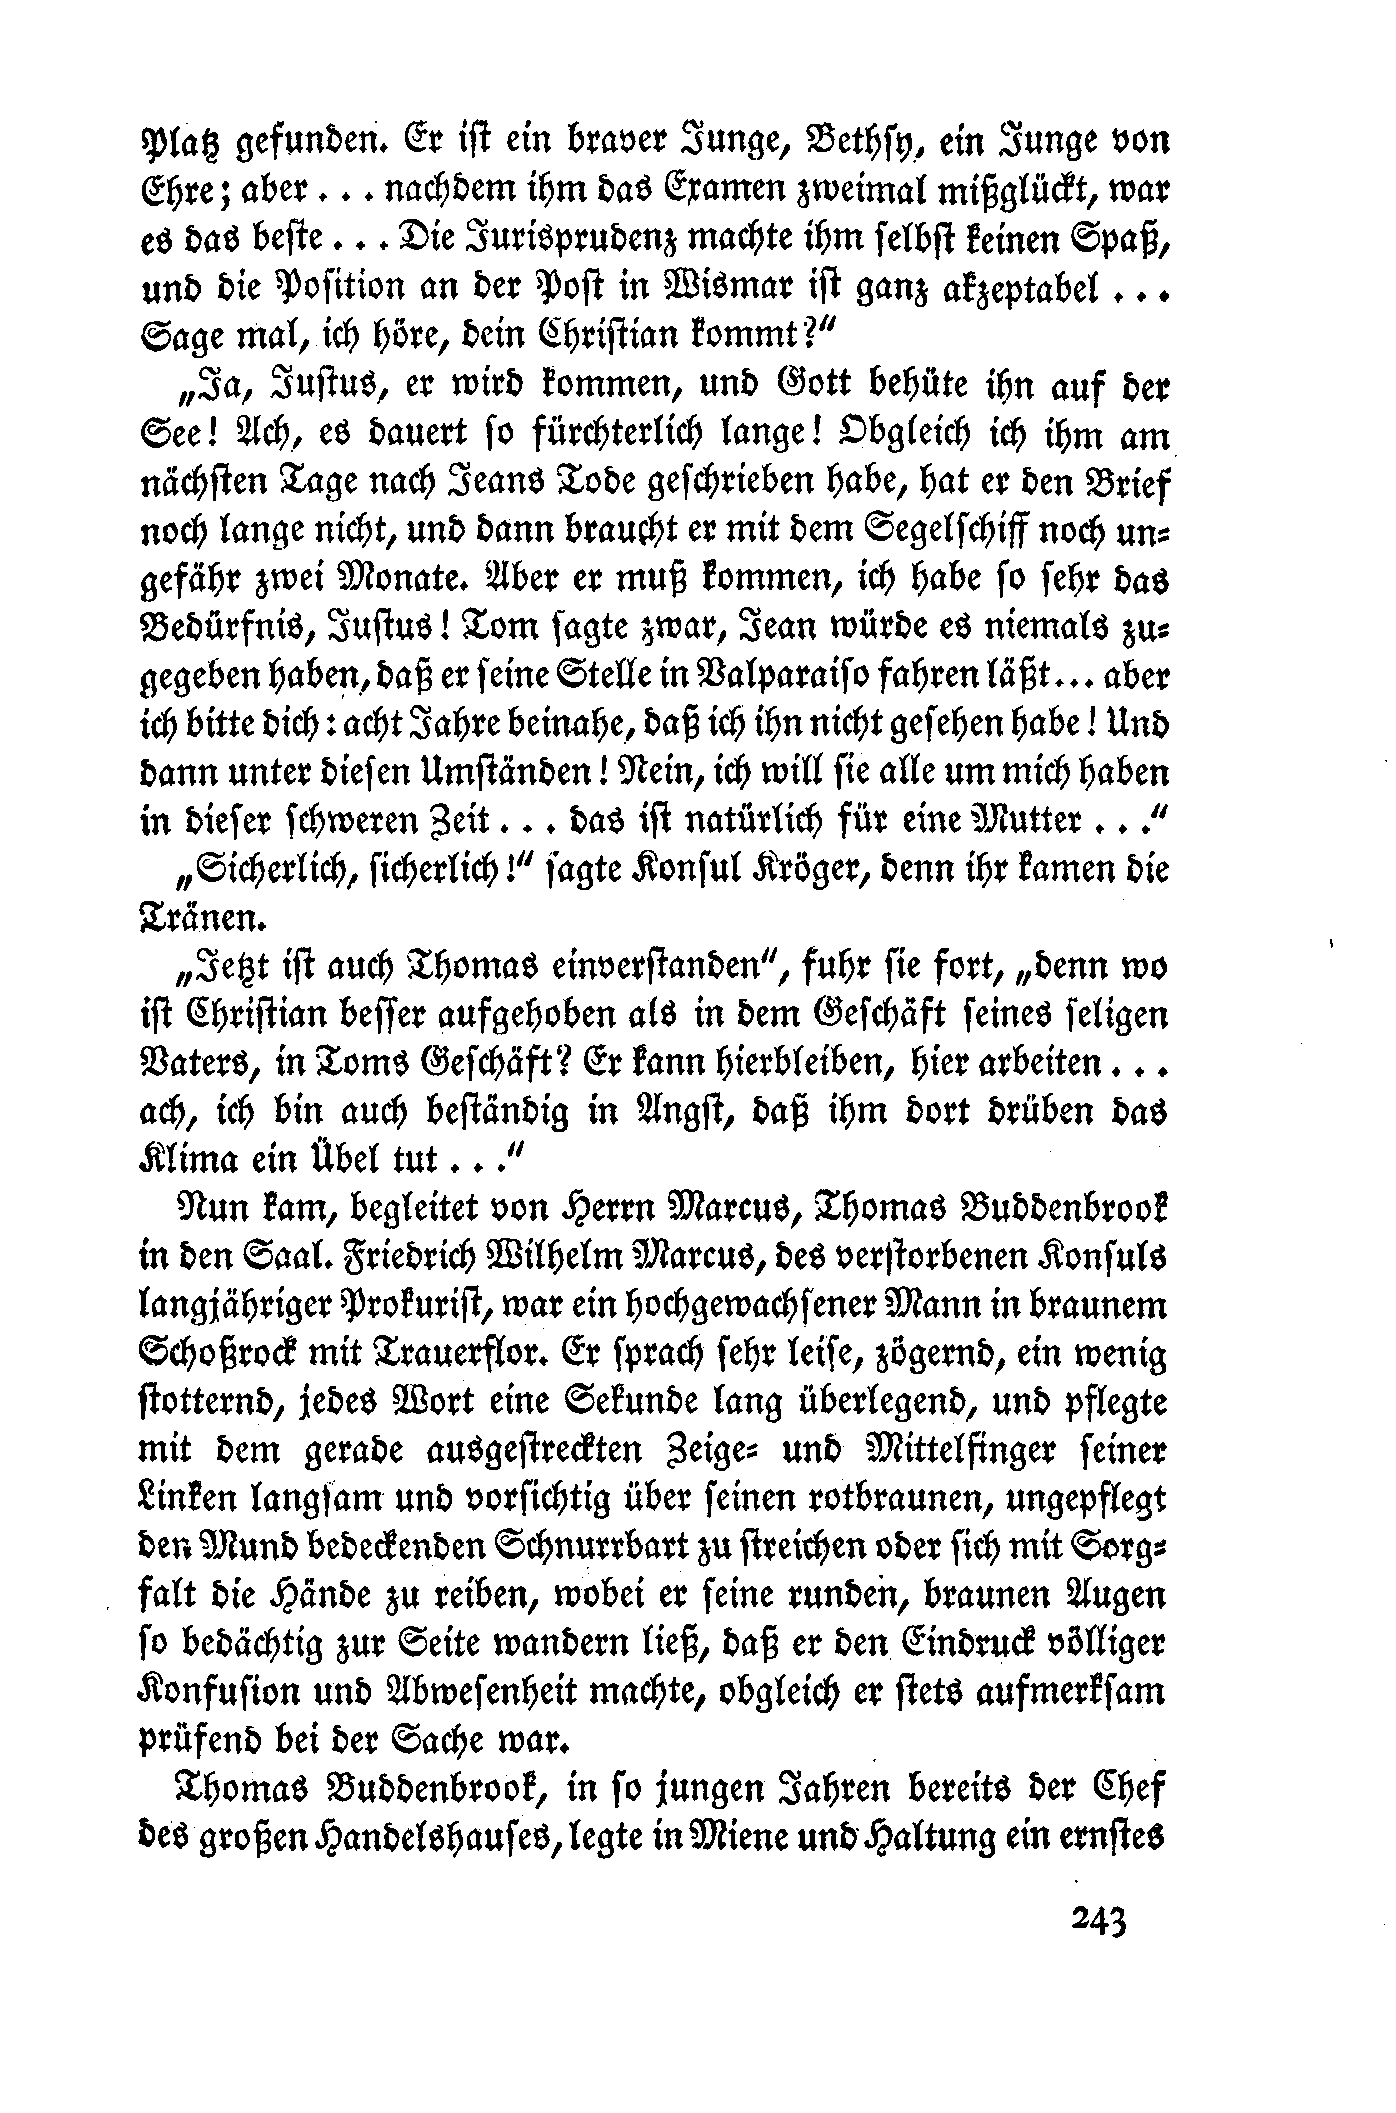 Platz gefunden. Er ist ein braver Junge, Bethsy, ein Junge von
Ehre; aber . . . nachdem ihm das Examen zweimal mißglückt, war
es das beste . . . Die Jurisprudenz machte ihm selbst keinen Spaß,
und die Position an der Post in Wismar ist ganz akzeptabel . . .
Sage mal, ich höre, dein Christian kommt?“
„Ja, Justus, er wird kommen, und Gott behüte ihn auf der
See! Ach, es dauert so fürchterlich lange! Obgleich ich ihm am
nächsten Tage nach Jeans Tode geschrieben habe, hat er den Brief
noch lange nicht, und dann braucht er mit dem Segelschiff noch un-
gefähr zwei Monate. Aber er muß kommen, ich habe so sehr das
Bedürfnis, Justus! Tom sagte zwar, Jean würde es niemals zu-
gegeben haben, daß er seine Stelle in Valparaiso fahren läßt... aber
ich bitte dich: acht Jahre beinahe, daß ich ihn nicht gesehen habe! Und
dann unter diesen Umständen! Nein, ich will sie alle um mich haben
in dieser schweren Zeit . . . das ist natürlich für eine Mutter . . .“
„Sicherlich, sicherlich!“ sagte Konsul Kröger, denn ihr kamen die
Tränen.
„Jetzt ist auch Thomas einverstanden“, fuhr sie fort, „denn wo
ist Christian besser aufgehoben als in dem Geschäft seines seligen
Vaters, in Toms Geschäft? Er kann hierbleiben, hier arbeiten . . .
ach, ich bin auch beständig in Angst, daß ihm dort drüben das
Klima ein Übel tut . . .“
Nun kam, begleitet von Herrn Marcus, Thomas Buddenbrook
in den Saal. Friedrich Wilhelm Marcus, des verstorbenen Konsuls
langjähriger Prokurist, war ein hochgewachsener Mann in braunem
Schoßrock mit Trauerflor. Er sprach sehr leise, zögernd, ein wenig
stotternd, jedes Wort eine Sekunde lang überlegend, und pflegte
mit dem gerade ausgestreckten Zeige- und Mittelfinger seiner
Linken langsam und vorsichtig über seinen rotbraunen, ungepflegt
den Mund bedeckenden Schnurrbart zu streichen oder sich mit Sorg-
falt die Hände zu reiben, wobei er seine runden, braunen Augen
so bedächtig zur Seite wandern ließ, daß er den Eindruck völliger
Konfusion und Abwesenheit machte, obgleich er stets aufmerksam
prüfend bei der Sache war.
Thomas Buddenbrook, in so jungen Jahren bereits der Chef
des großen Handelshauses, legte in Miene und Haltung ein ernstes
243